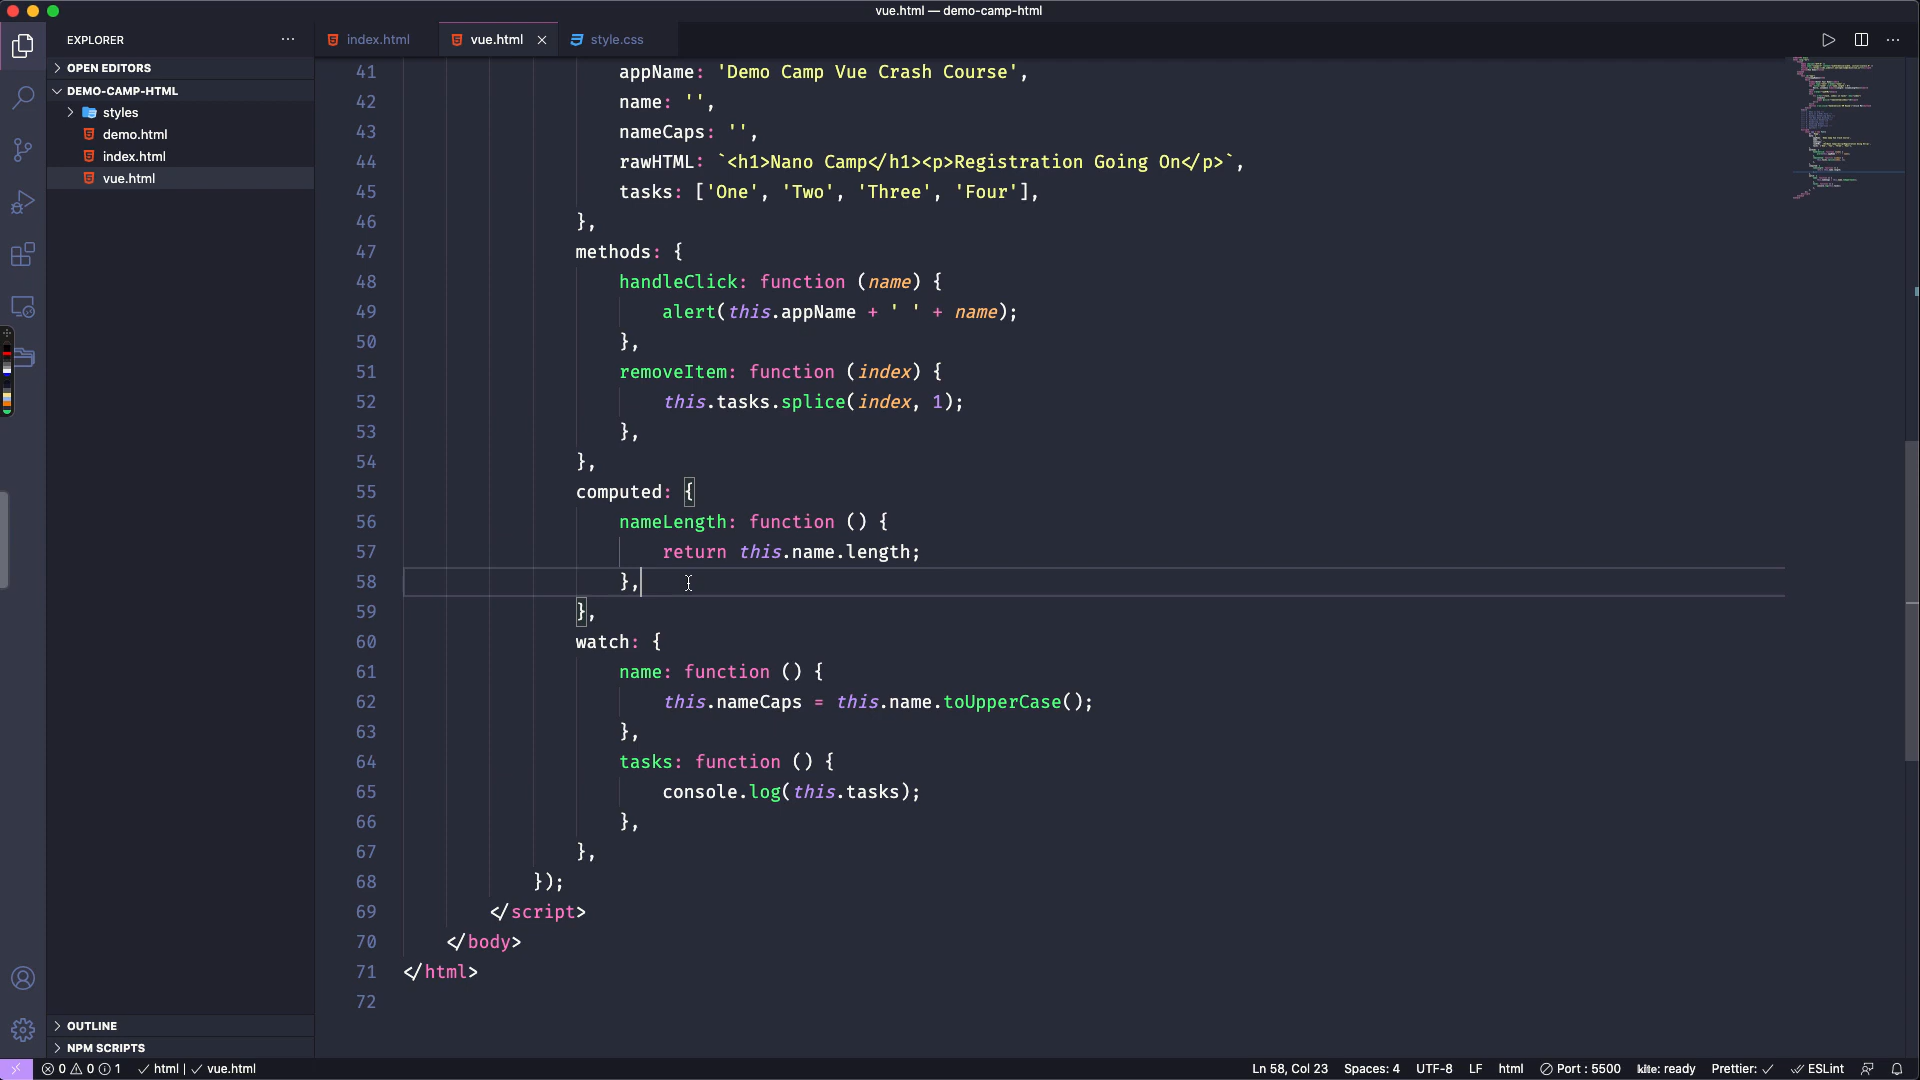 vue.html — demo-camp-html
EXPLORER
index.html
vue.html
style.css
OPEN EDITORS
DEMO-CAMP-HTML
styles
demo.html
index.html
vue.html
OUTLINE
NPM SCRIPTS
41 appName: 'Demo Camp Vue Crash Course',
42 name: '',
43 nameCaps: '',
44 rawHTML: `<h1>Nano Camp</h1><p>Registration Going On</p>`,
45 tasks: ['One', 'Two', 'Three', 'Four'],
46 },
47 methods: {
48 handleClick: function (name) {
49 alert(this.appName + ' ' + name);
50 },
51 removeItem: function (index) {
52 this.tasks.splice(index, 1);
53 },
54 },
55 computed: {
56 nameLength: function () {
57 return this.name.length;
58 },
59 },
60 watch: {
61 name: function () {
62 this.nameCaps = this.name.toUpperCase();
63 },
64 tasks: function () {
65 console.log(this.tasks);
66 },
67 },
68 });
69 </script>
70 </body>
71 </html>
72
0 0 1 html | vue.html
Ln 58, Col 23 Spaces: 4 UTF-8 LF html Port : 5500 kite: ready Prettier: ESLint